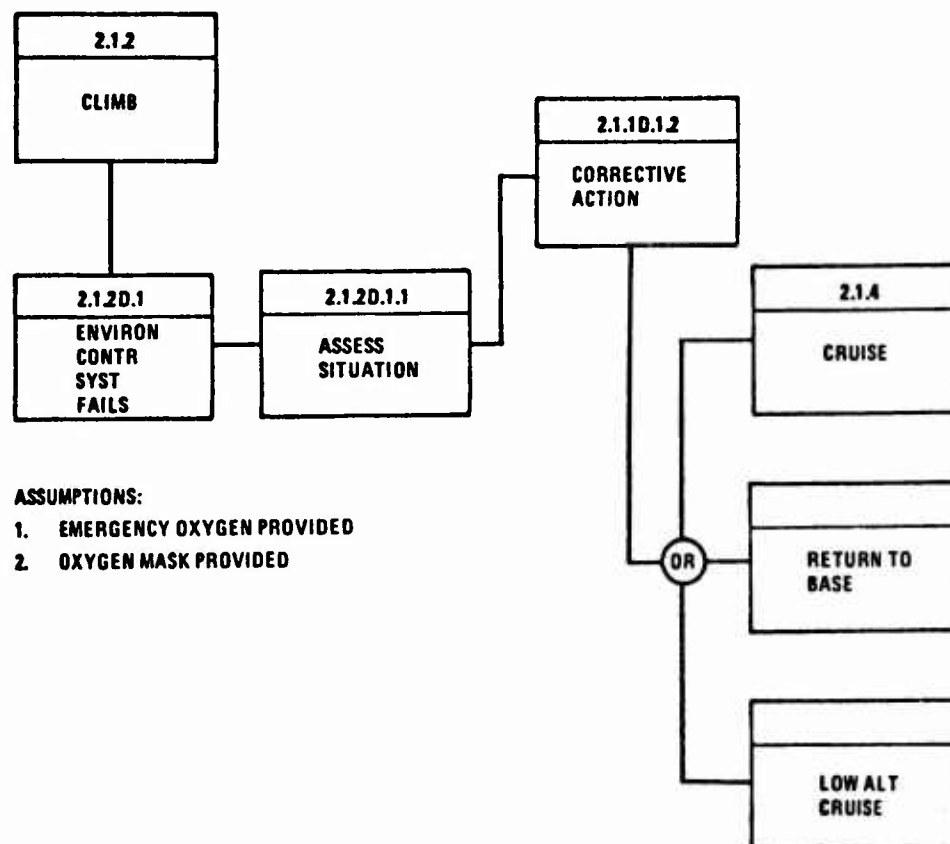 2.1.2
CLIMB
2.1.2D.1
ENVIRON
CONTR
SYST
FAILS
2.1.2D.1.1
ASSESS
SITUATION
2.1.1D.1.2
CORRECTIVE
ACTION
OR
2.1.4
CRUISE
RETURN TO
BASE
LOW ALT
CRUISE
ASSUMPTIONS:
1. EMERGENCY OXYGEN PROVIDED
2. OXYGEN MASK PROVIDED